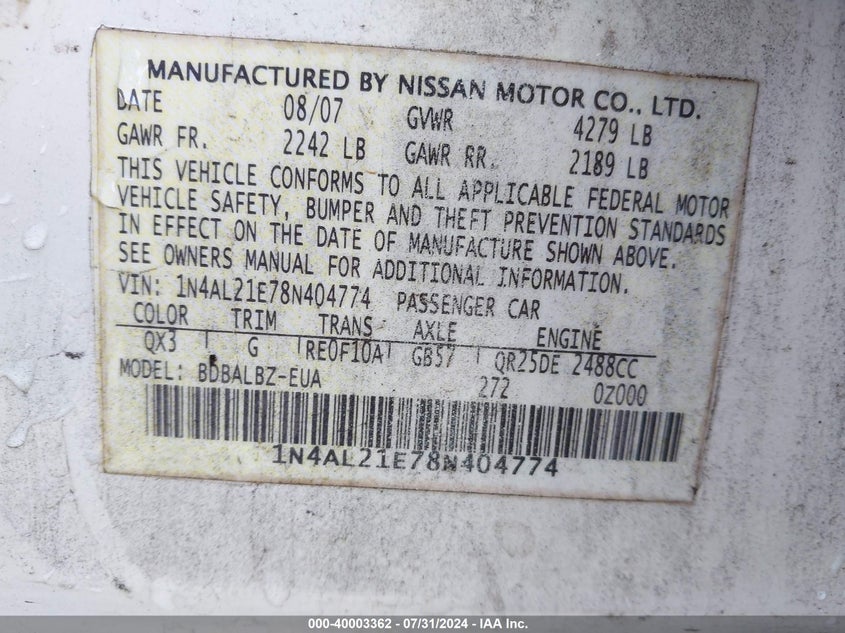 MANUFACTURED BY NISSAN MOTOR CO., LTD.
DATE 08/07 GVWR 4279 LB
GAWR FR. 2242 LB GAWR RR. 2189 LB
THIS VEHICLE CONFORMS TO ALL APPLICABLE FEDERAL MOTOR
VEHICLE SAFETY, BUMPER AND THEFT PREVENTION STANDARDS
IN EFFECT ON THE DATE OF MANUFACTURE SHOWN ABOVE.
SEE OWNERS MANUAL FOR ADDITIONAL INFORMATION.
VIN: 1N4AL21E78N404774 PASSENGER CAR
COLOR TRIM TRANS AXLE ENGINE
QX3 G RE0F10A GB57 QR25DE 2488CC
MODEL: BDBALBZ-EUA 272 0Z000
1N4AL21E78N404774
000-40003362 - 07/31/2024 - IAA Inc.